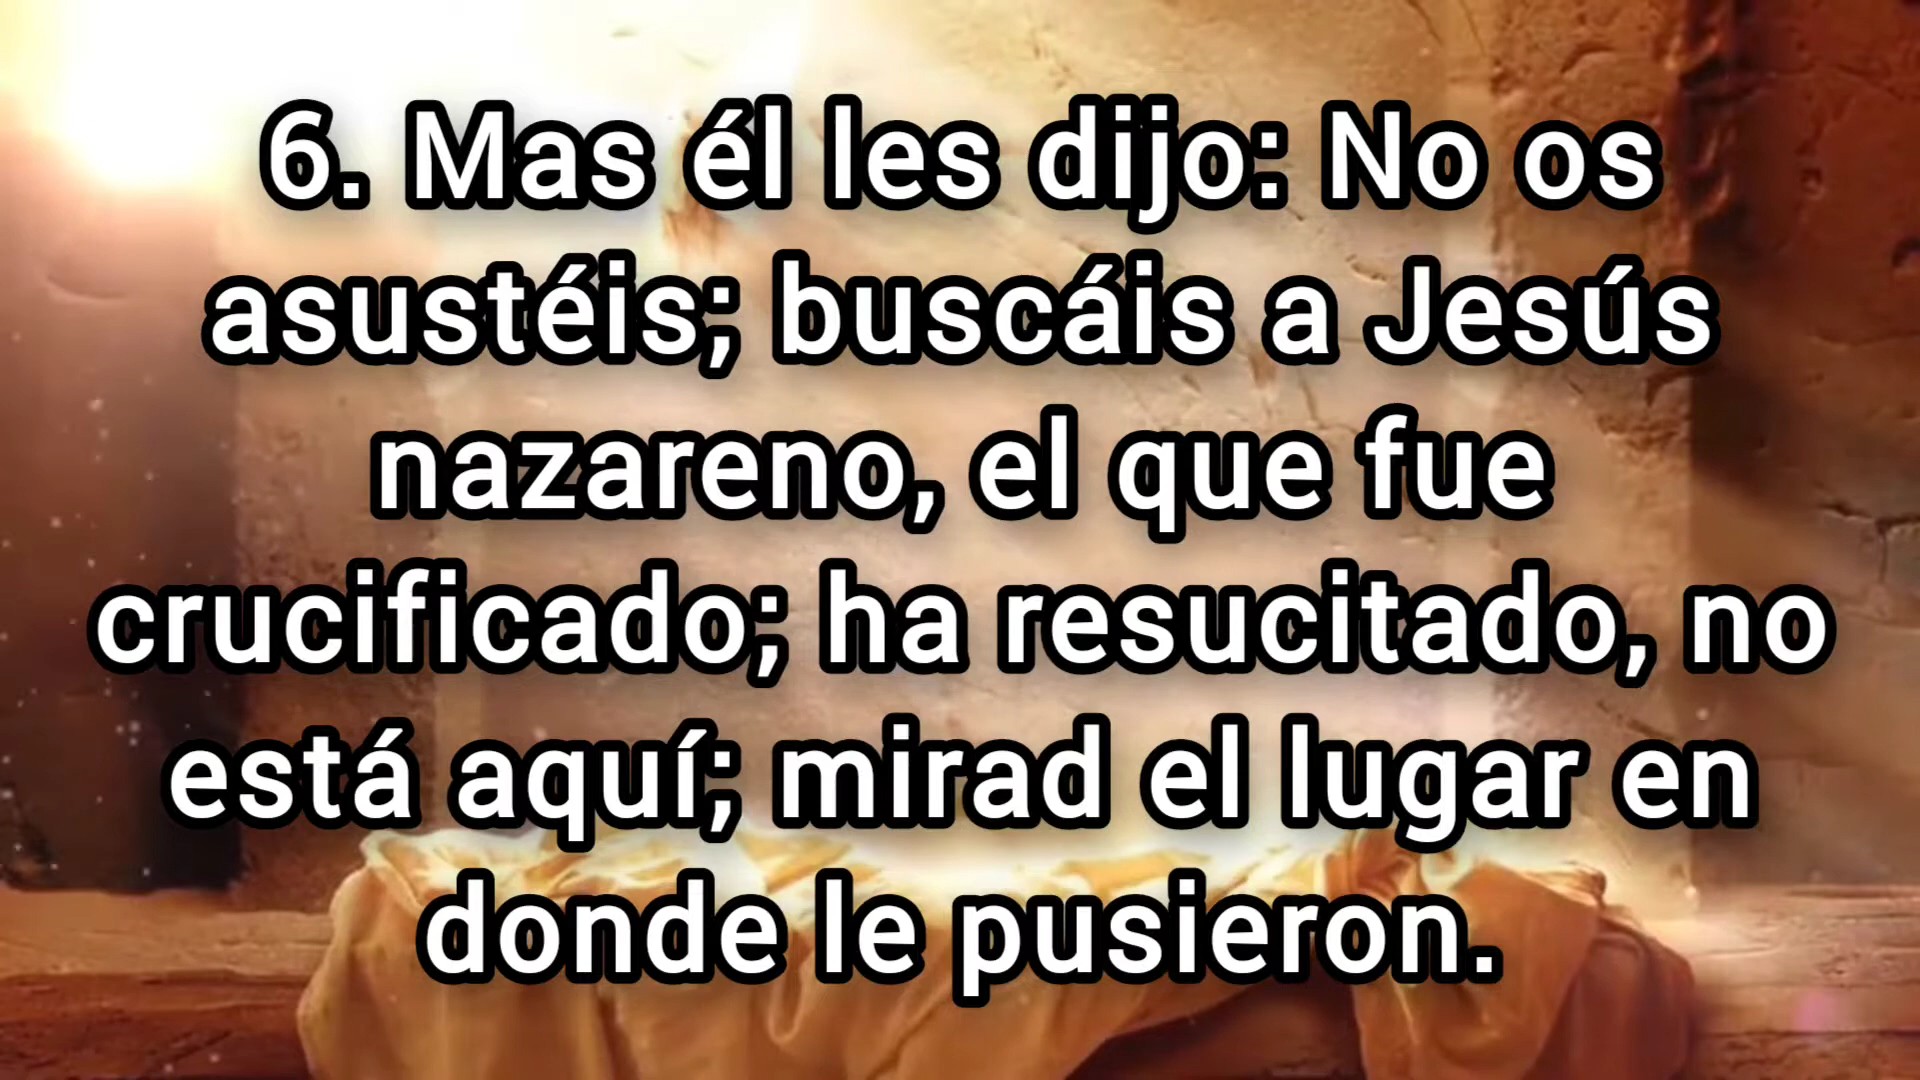 6. Mas él les dijo: No os
asustéis; buscáis a Jesús
nazareno, el que fue
crucificado; ha resucitado, no
está aquí; mirad el lugar en
donde le pusieron.